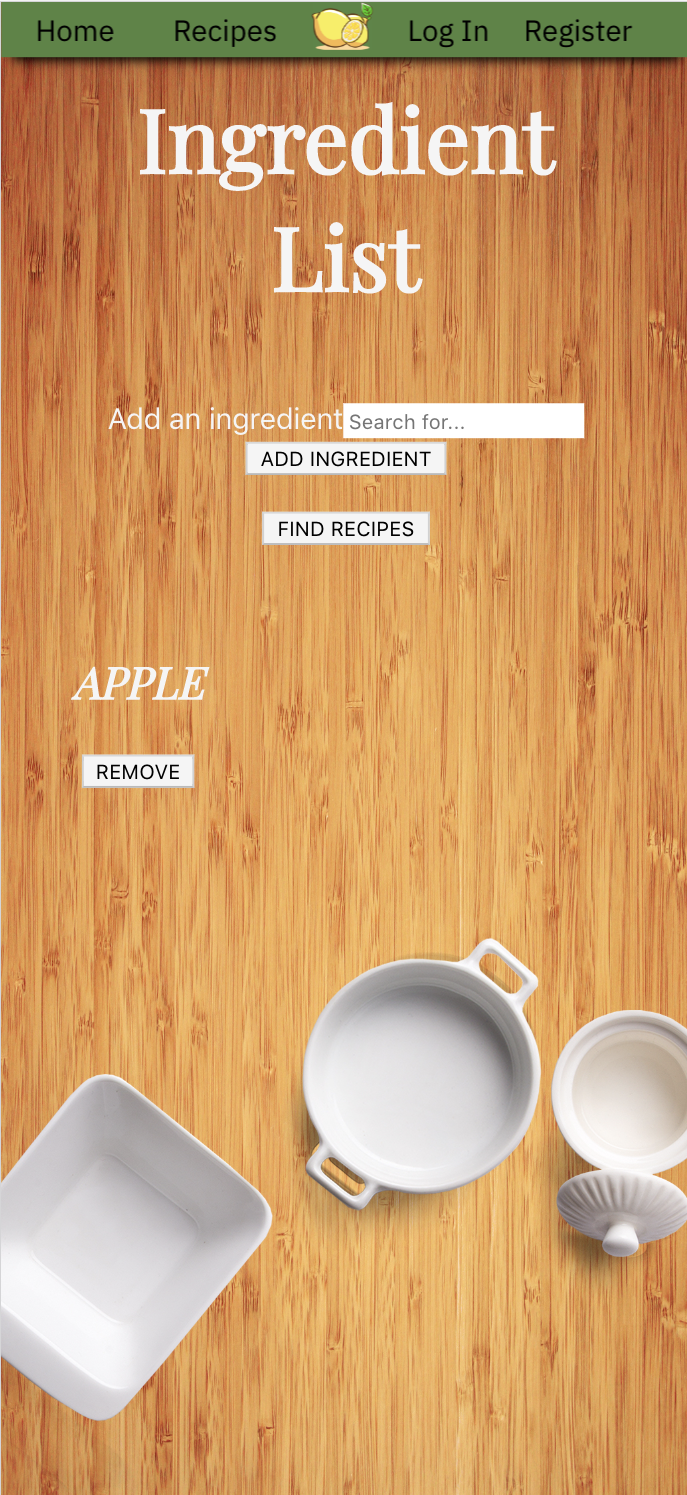 Home Recipes Log In Register
Ingredient
List
Add an ingredient Search for...
ADD INGREDIENT
FIND RECIPES
APPLE
REMOVE